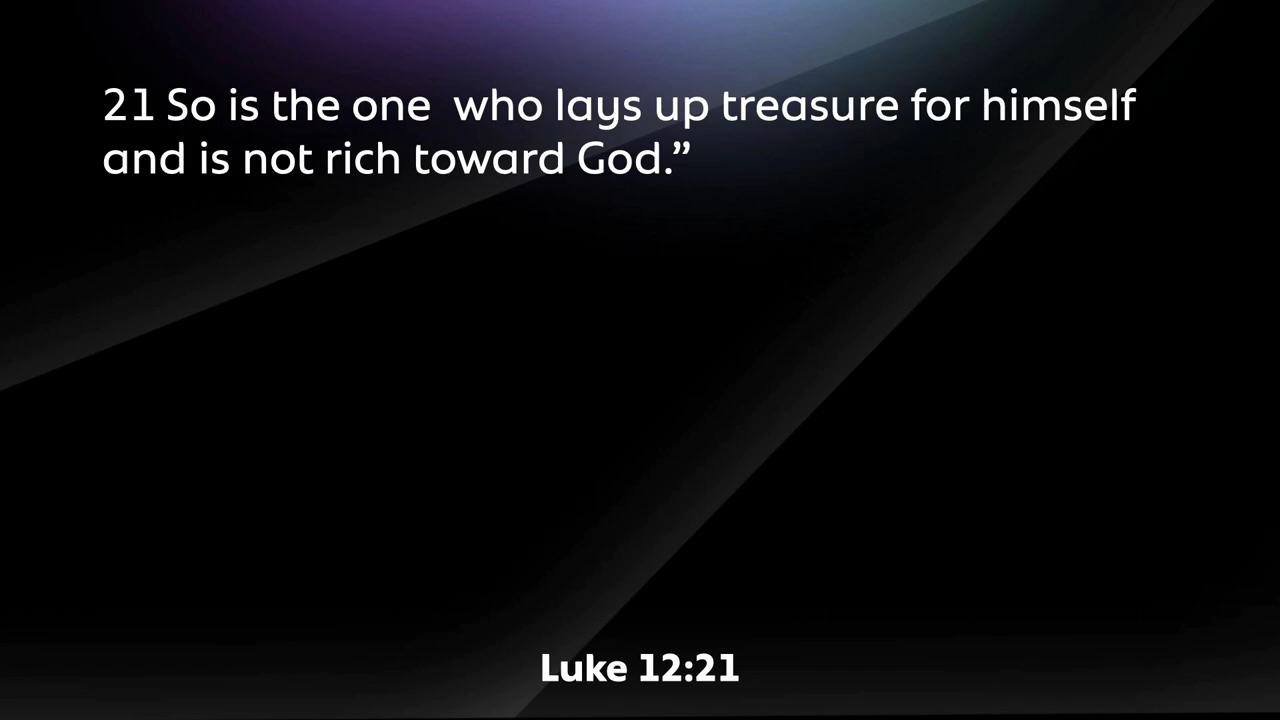 21 So is the one  who lays up treasure for himself
and is not rich toward God.”
Luke 12:21